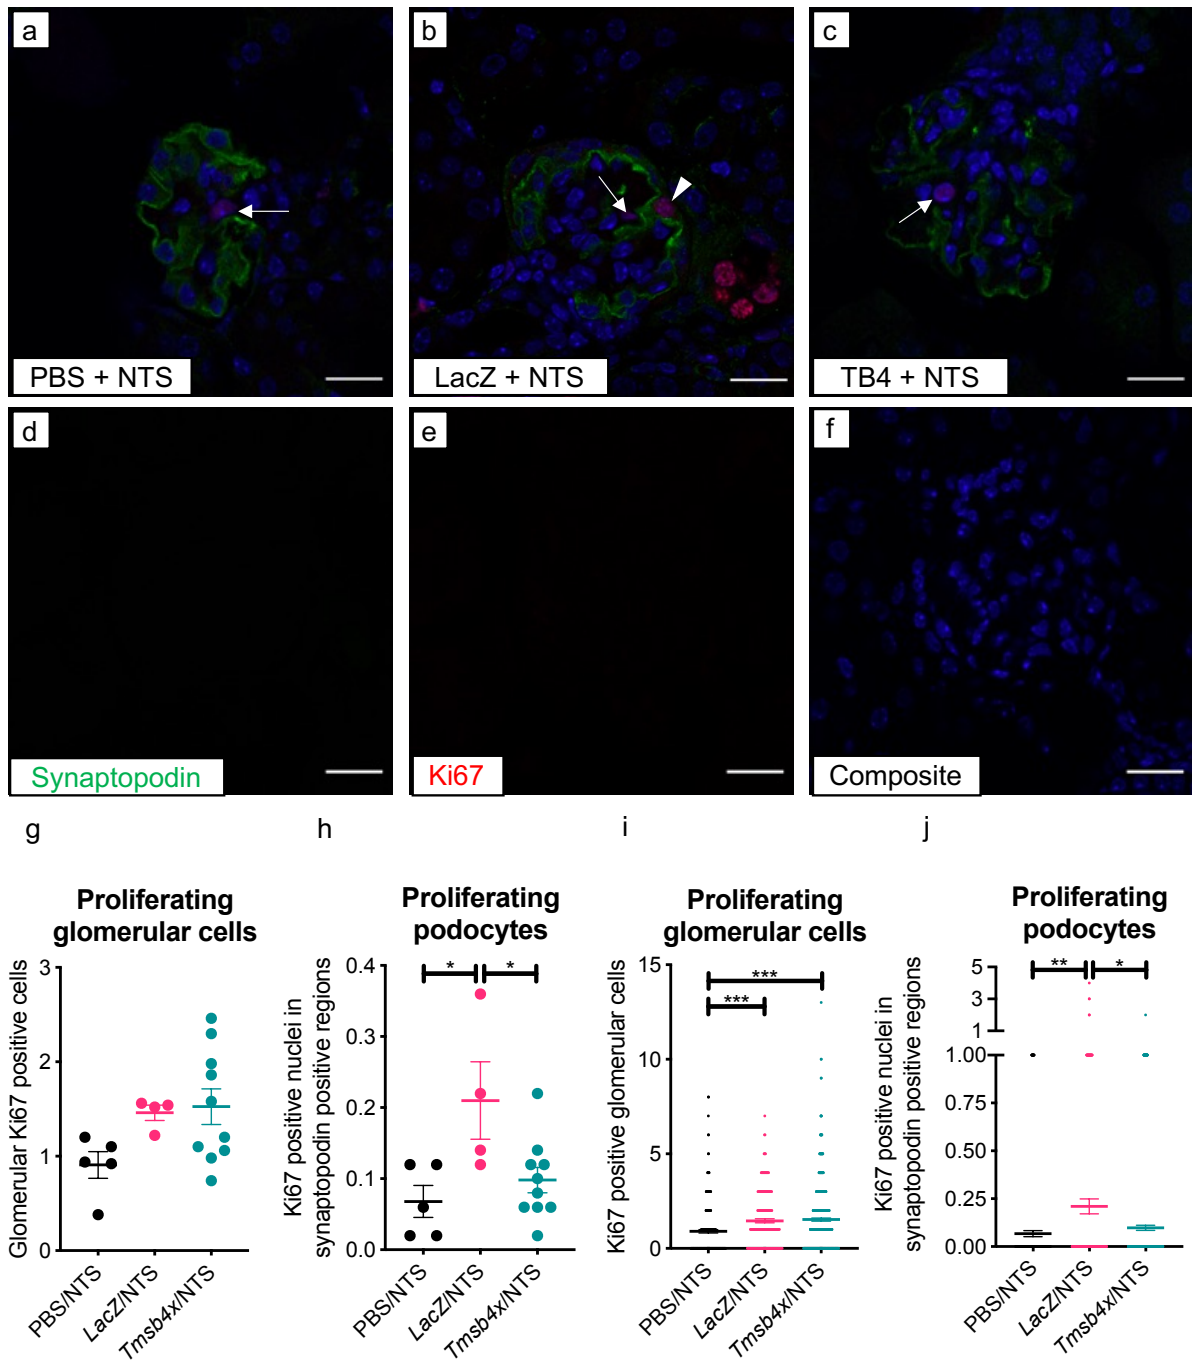 a
b
c
PBS + NTS
LacZ + NTS
TB4 + NTS
d
e
f
Synaptopodin
Ki67
Composite
g
h
i
j
Proliferating
glomerular cells
Glomerular Ki67 positive cells
3
2
1
0
PBS/NTS
LacZ/NTS
Tmsb4x/NTS
Proliferating
podocytes
Ki67 positive nuclei in
synaptopodin positive regions
0.4
0.3
0.2
0.1
0.0
*
*
PBS/NTS
LacZ/NTS
Tmsb4x/NTS
Proliferating
glomerular cells
Ki67 positive glomerular cells
15
10
5
0
***
***
PBS/NTS
LacZ/NTS
Tmsb4x/NTS
Proliferating
podocytes
Ki67 positive nuclei in
synaptopodin positive regions
5
3
1
1.00
0.75
0.50
0.25
0.00
**
*
PBS/NTS
LacZ/NTS
Tmsb4x/NTS